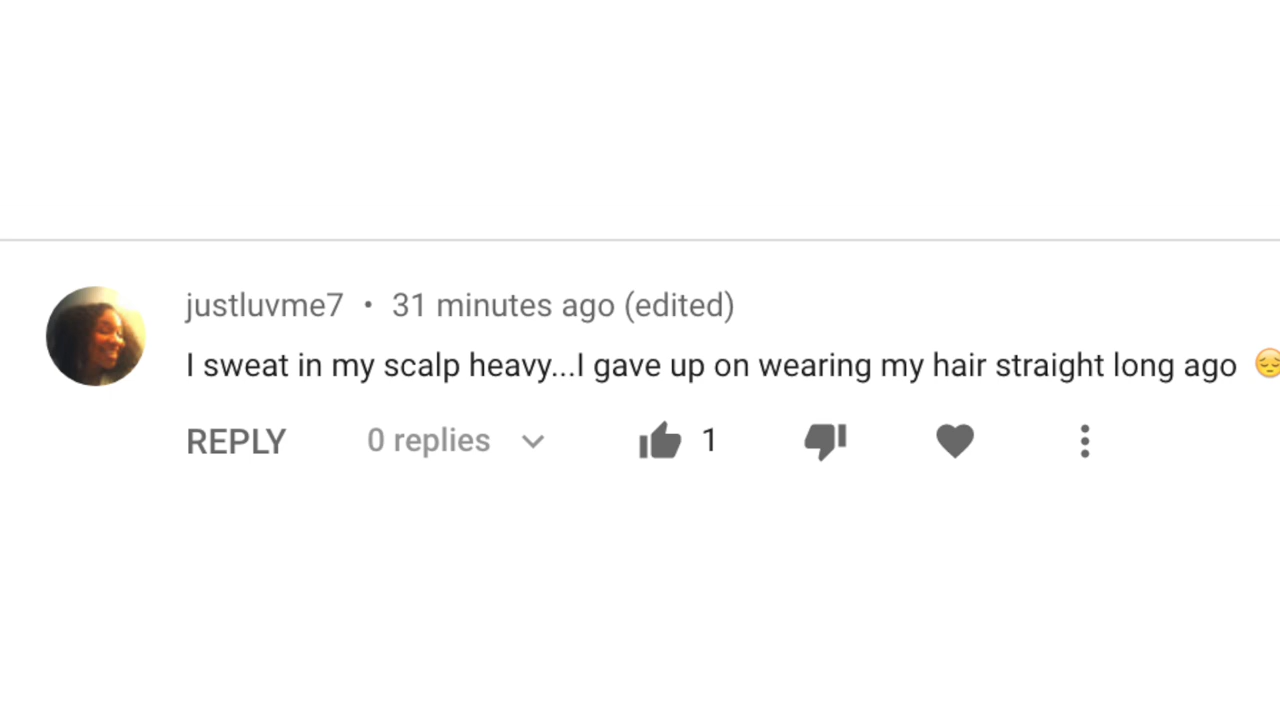 justluvme7 • 31 minutes ago (edited)
I sweat in my scalp heavy...I gave up on wearing my hair straight long ago 😔
REPLY 0 replies 1